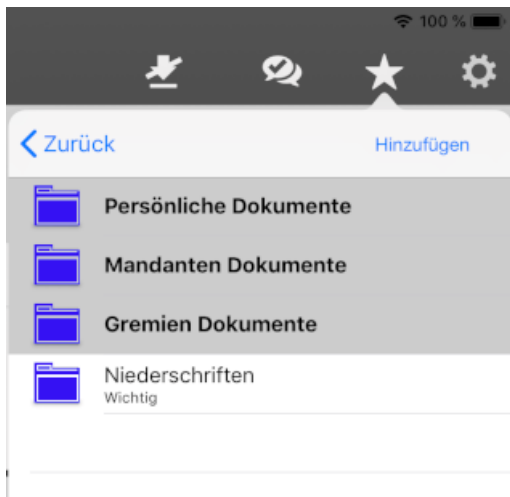 100 %
Zurück
Hinzufügen
Persönliche Dokumente
Mandanten Dokumente
Gremien Dokumente
Niederschriften
Wichtig